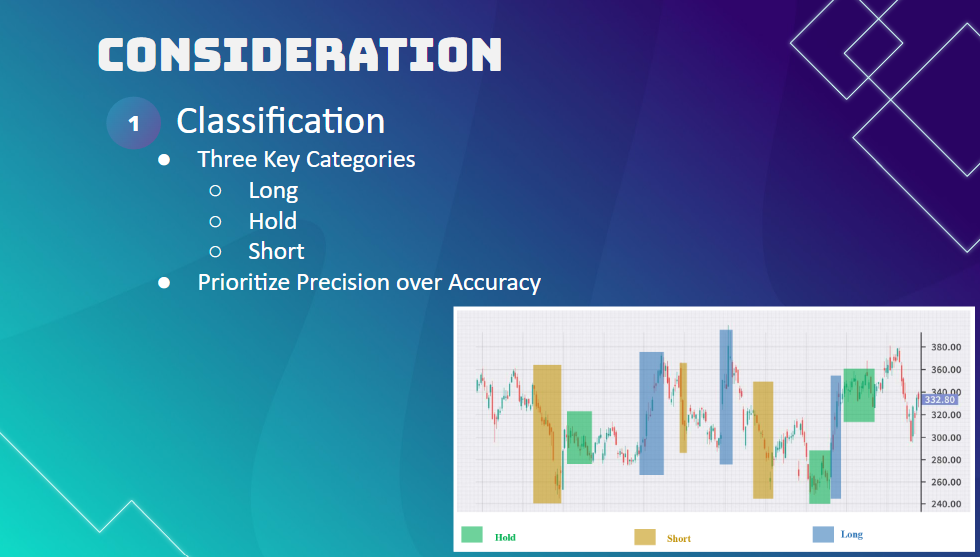 CONSIDERATION
1 Classification
● Three Key Categories
○ Long
○ Hold
○ Short
● Prioritize Precision over Accuracy
380.00
360.00
340.00
332.80
320.00
300.00
280.00
260.00
240.00
Hold Short Long